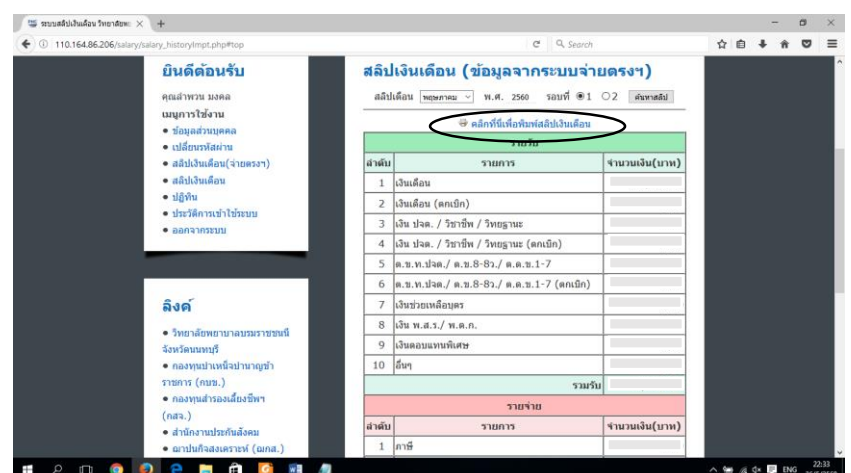 ระบบสลิปเงินเดือน วิทยาลัยพย
110.164.86.206/salary/salary_historyImpt.php#top
Search
ยินดีต้อนรับ
คุณลำพวน มงคล
เมนูการใช้งาน
ข้อมูลส่วนบุคคล
เปลี่ยนรหัสผ่าน
สลิปเงินเดือน(จ่ายตรงฯ)
สลิปเงินเดือน
ปฏิทิน
ประวัติการเข้าใช้ระบบ
ออกจากระบบ
ลิงค์
วิทยาลัยพยาบาลบรมราชชนนี
จังหวัดนนทบุรี
กองทุนบำเหน็จบำนาญข้า
ราชการ (กบข.)
กองทุนสำรองเลี้ยงชีพฯ
(กสจ.)
สำนักงานประกันสังคม
ฌาปนกิจสงเคราะห์ (ฌกส.)
สลิปเงินเดือน (ข้อมูลจากระบบจ่ายตรงฯ)
สลิปเดือน พฤษภาคม พ.ศ. 2560 รอบที่ 1 2 ค้นหาสลิป
คลิกที่นี่เพื่อพิมพ์สลิปเงินเดือน
รายรับ
ลำดับ รายการ จำนวนเงิน(บาท)
1 เงินเดือน
2 เงินเดือน (ตกเบิก)
3 เงิน ปจต. / วิชาชีพ / วิทยฐานะ
4 เงิน ปจต. / วิชาชีพ / วิทยฐานะ (ตกเบิก)
5 ต.ข.ท.ปจต./ ต.ข.8-8ว./ ต.ด.ข.1-7
6 ต.ข.ท.ปจต./ ต.ข.8-8ว./ ต.ด.ข.1-7 (ตกเบิก)
7 เงินช่วยเหลือบุตร
8 เงิน พ.ส.ร./ พ.ต.ก.
9 เงินตอบแทนพิเศษ
10 อื่นๆ
รวมรับ
รายจ่าย
ลำดับ รายการ จำนวนเงิน(บาท)
1 ภาษี
ENG 22:33